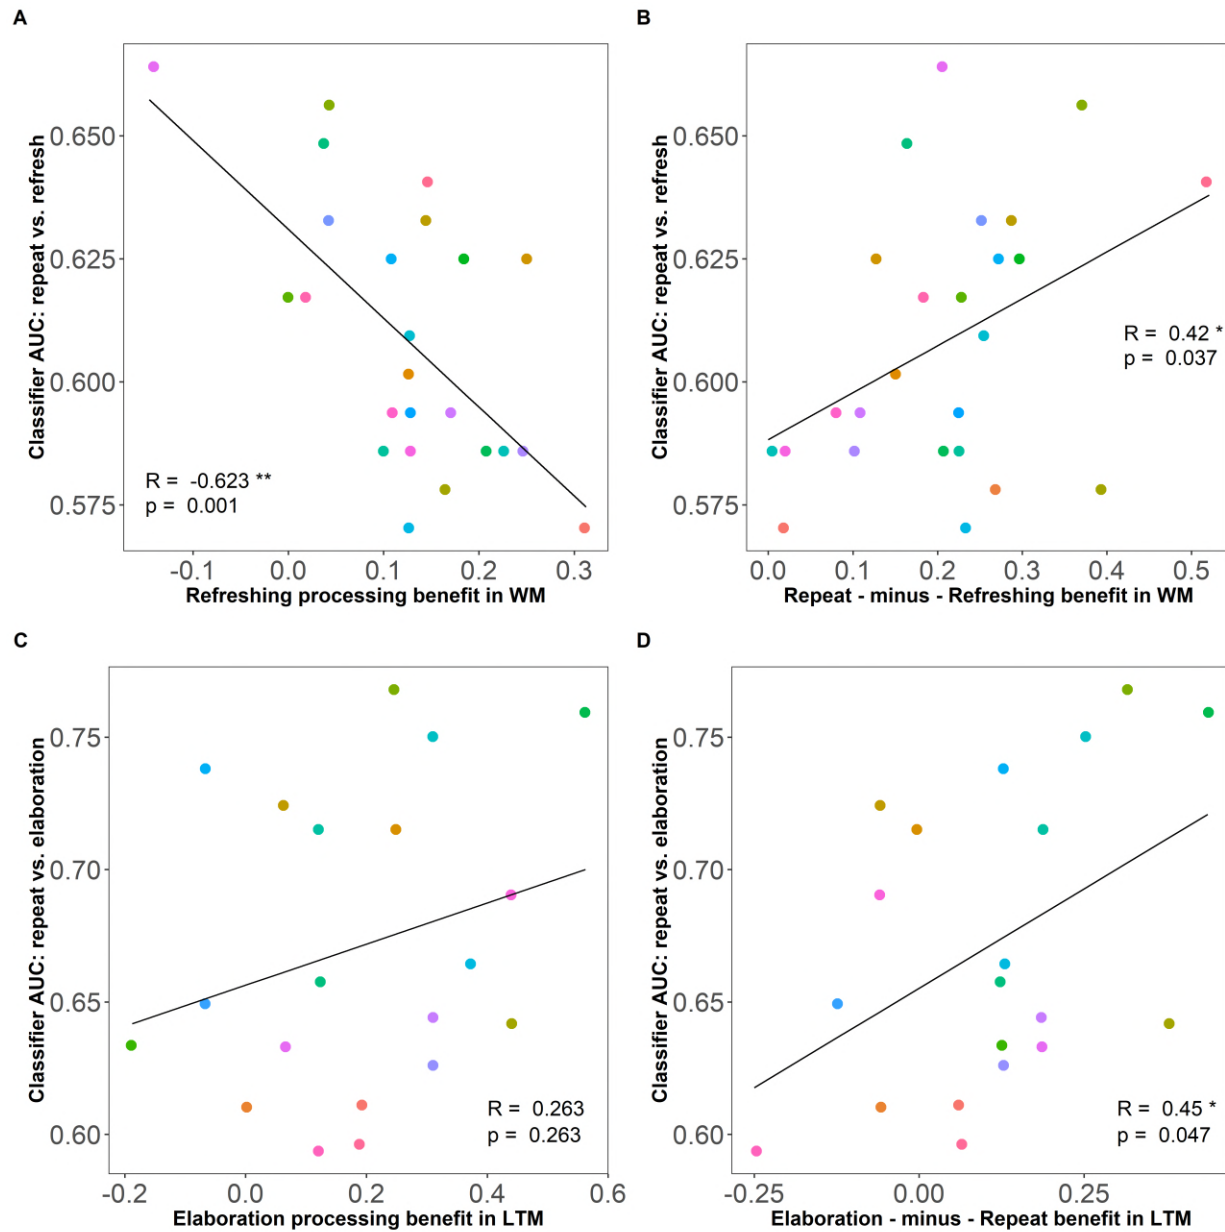 A
Classifier AUC: repeat vs. refresh
0.650
0.625
0.600
0.575
R = -0.623 **
p = 0.001
-0.1 0.0 0.1 0.2 0.3
Refreshing processing benefit in WM
B
Classifier AUC: repeat vs. refresh
0.650
0.625
0.600
0.575
R = 0.42 *
p = 0.037
0.0 0.1 0.2 0.3 0.4 0.5
Repeat - minus - Refreshing benefit in WM
C
Classifier AUC: repeat vs. elaboration
0.75
0.70
0.65
0.60
R = 0.263
p = 0.263
-0.2 0.0 0.2 0.4 0.6
Elaboration processing benefit in LTM
D
Classifier AUC: repeat vs. elaboration
0.75
0.70
0.65
0.60
R = 0.45 *
p = 0.047
-0.25 0.00 0.25
Elaboration - minus - Repeat benefit in LTM